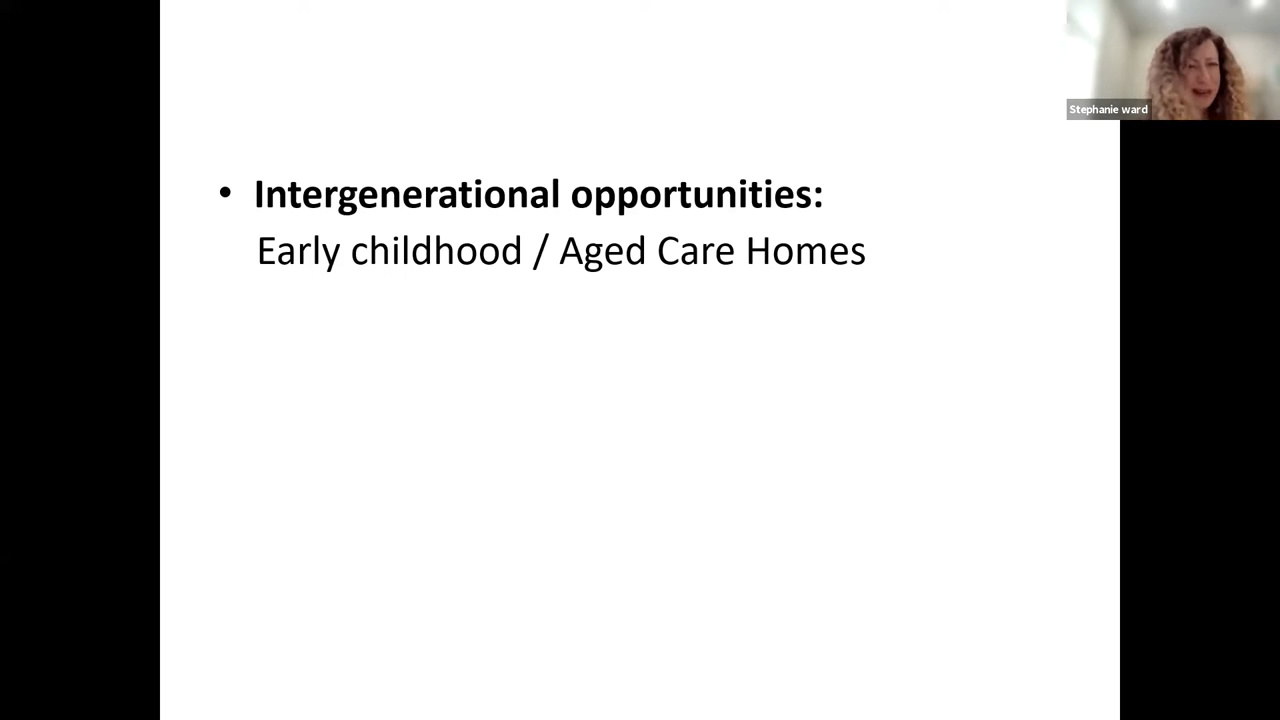 Stephanie ward
• Intergenerational opportunities:
Early childhood / Aged Care Homes